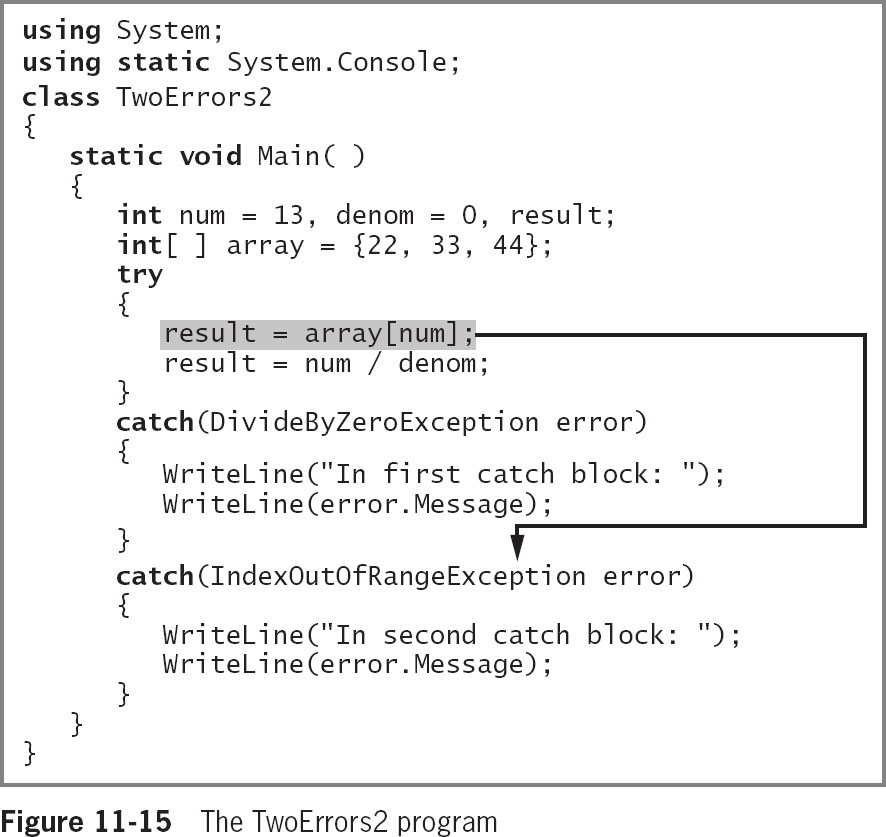 using System;
using static System.Console;
class TwoErrors2
{
   static void Main( )
   {
      int num = 13, denom = 0, result;
      int[ ] array = {22, 33, 44};
      try
      {
         result = array[num];
         result = num / denom;
      }
      catch(DivideByZeroException error)
      {
         WriteLine("In first catch block: ");
         WriteLine(error.Message);
      }
      catch(IndexOutOfRangeException error)
      {
         WriteLine("In second catch block: ");
         WriteLine(error.Message);
      }
   }
}
Figure 11-15 The TwoErrors2 program